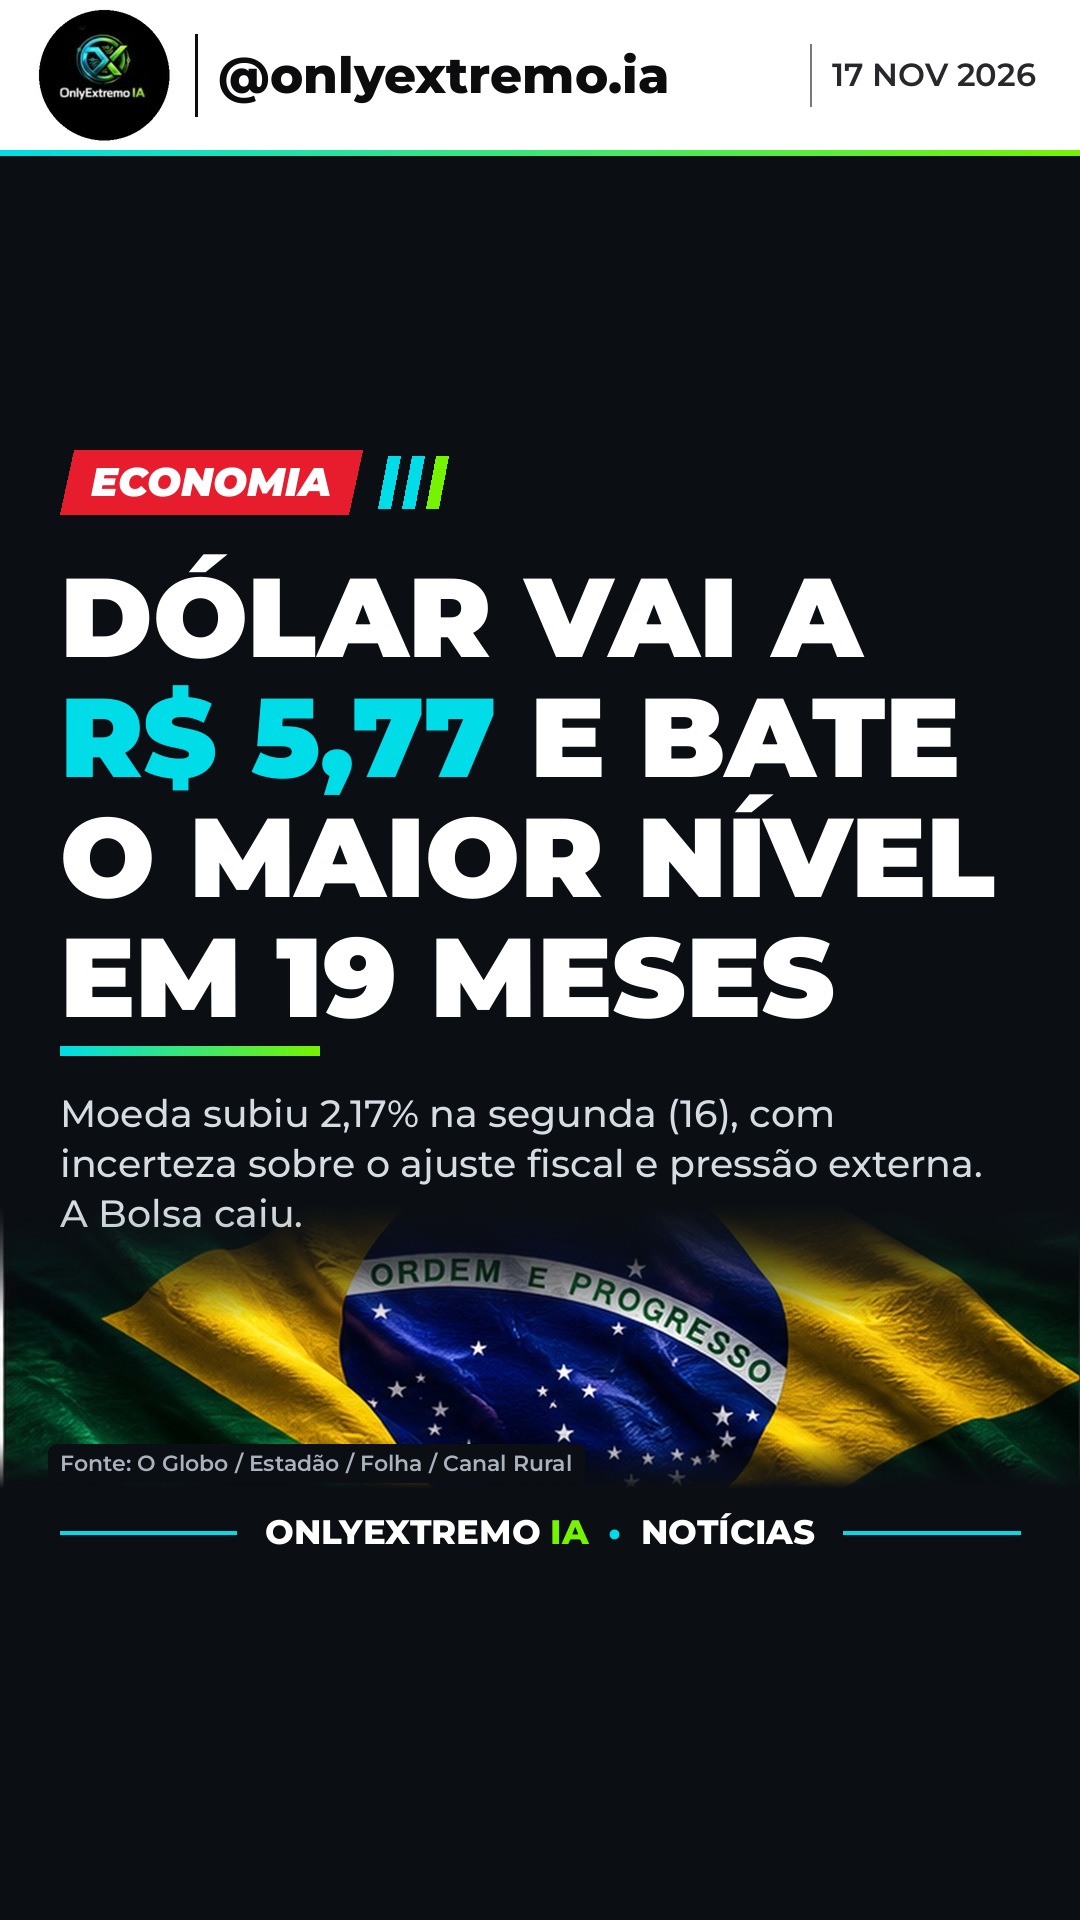 OnlyExtremo IA
@onlyextremo.ia
17 NOV 2026
ECONOMIA
DÓLAR VAI A
R$ 5,77 E BATE
O MAIOR NÍVEL
EM 19 MESES
Moeda subiu 2,17% na segunda (16), com
incerteza sobre o ajuste fiscal e pressão externa.
A Bolsa caiu.
ORDEM E PROGRESSO
Fonte: O Globo / Estadão / Folha / Canal Rural
ONLYEXTREMO IA • NOTÍCIAS